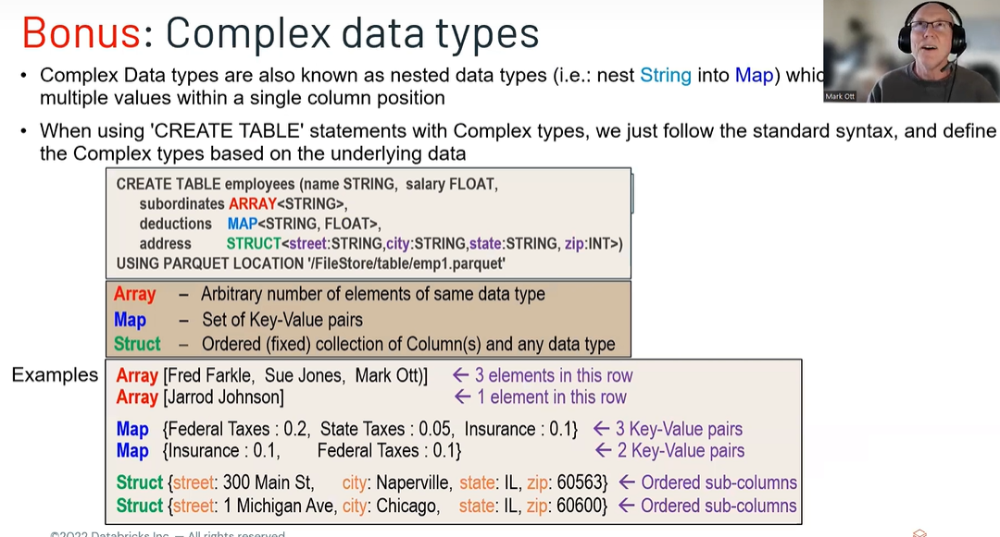 Bonus: Complex data types
Mark Ott
• Complex Data types are also known as nested data types (i.e.: nest String into Map)
multiple values within a single column position
• When using 'CREATE TABLE' statements with Complex types, we just follow the standard syntax, and define
the Complex types based on the underlying data
CREATE TABLE employees (name STRING, salary FLOAT,
subordinates ARRAY<STRING>,
deductions MAP<STRING, FLOAT>,
address STRUCT<street:STRING,city:STRING,state:STRING, zip:INT>)
USING PARQUET LOCATION '/FileStore/table/emp1.parquet'
Array – Arbitrary number of elements of same data type
Map – Set of Key-Value pairs
Struct – Ordered (fixed) collection of Column(s) and any data type
Examples
Array [Fred Farkle, Sue Jones, Mark Ott)] ← 3 elements in this row
Array [Jarrod Johnson] ← 1 element in this row
Map {Federal Taxes : 0.2, State Taxes : 0.05, Insurance : 0.1} ← 3 Key-Value pairs
Map {Insurance : 0.1, Federal Taxes : 0.1} ← 2 Key-Value pairs
Struct {street: 300 Main St, city: Naperville, state: IL, zip: 60563} ← Ordered sub-columns
Struct {street: 1 Michigan Ave, city: Chicago, state: IL, zip: 60600} ← Ordered sub-columns
©2022 Databricks Inc. — All rights reserved